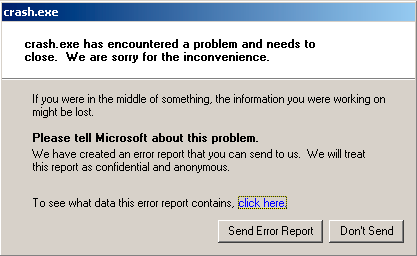 crash.exe
crash.exe has encountered a problem and needs to
close.  We are sorry for the inconvenience.
If you were in the middle of something, the information you were working on
might be lost.
Please tell Microsoft about this problem.
We have created an error report that you can send to us.  We will treat
this report as confidential and anonymous.
To see what data this error report contains, click here.
Send Error Report
Don't Send